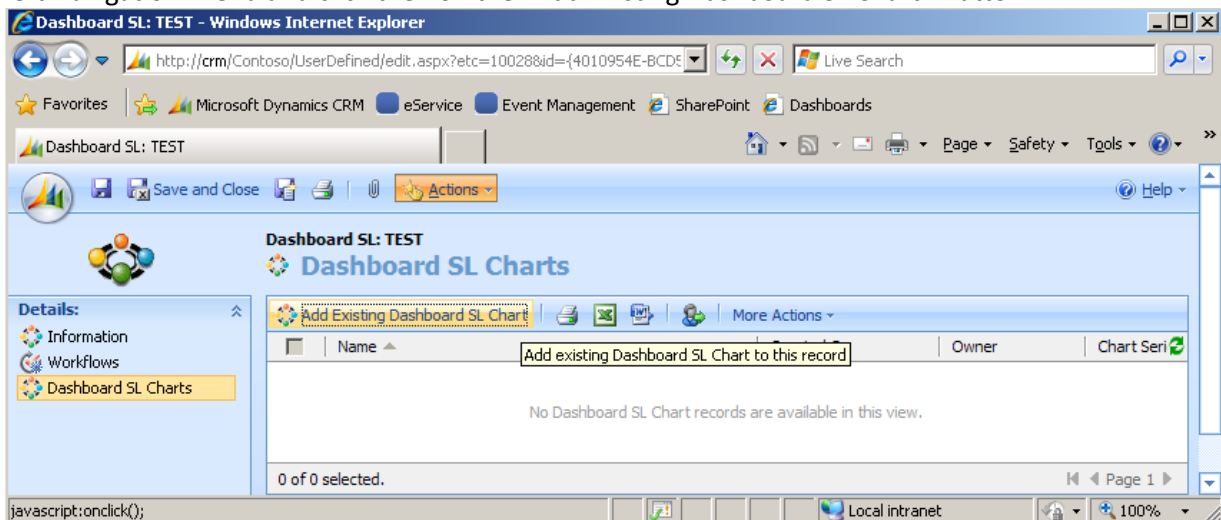 Dashboard SL: TEST - Windows Internet Explorer
http://crm/Contoso/UserDefined/edit.aspx?etc=10028&id={4010954E-BCD5
Live Search
Favorites Microsoft Dynamics CRM eService Event Management SharePoint Dashboards
Dashboard SL: TEST
Page Safety Tools
Save and Close Actions Help
Dashboard SL: TEST
Dashboard SL Charts
Details:
Information
Workflows
Dashboard SL Charts
Add Existing Dashboard SL Chart More Actions
Name Owner Chart Seri
Add existing Dashboard SL Chart to this record
No Dashboard SL Chart records are available in this view.
0 of 0 selected. Page 1
javascript:onclick(); Local intranet 100%